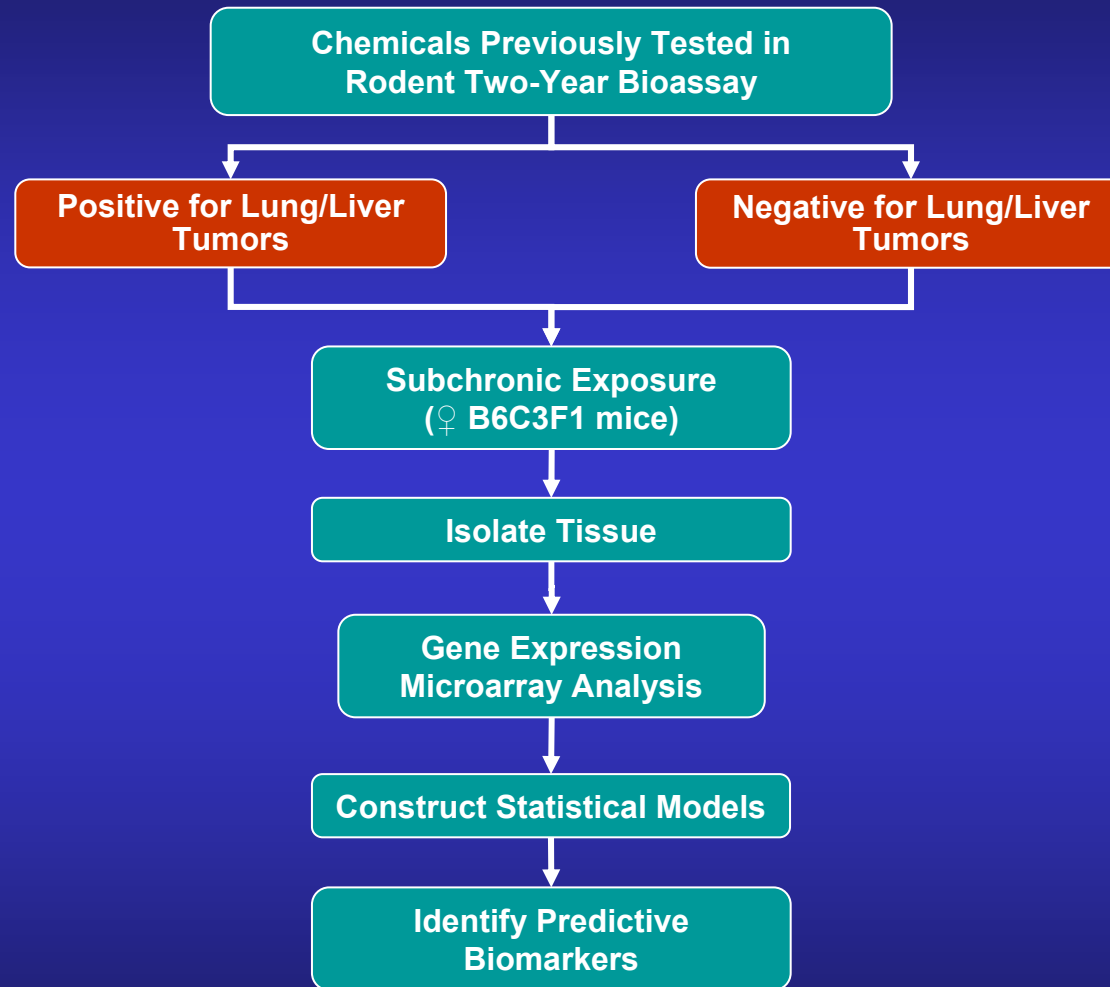 Chemicals Previously Tested in
Rodent Two-Year Bioassay
Positive for Lung/Liver
Tumors
Negative for Lung/Liver
Tumors
Subchronic Exposure
(♀ B6C3F1 mice)
Isolate Tissue
Gene Expression
Microarray Analysis
Construct Statistical Models
Identify Predictive
Biomarkers